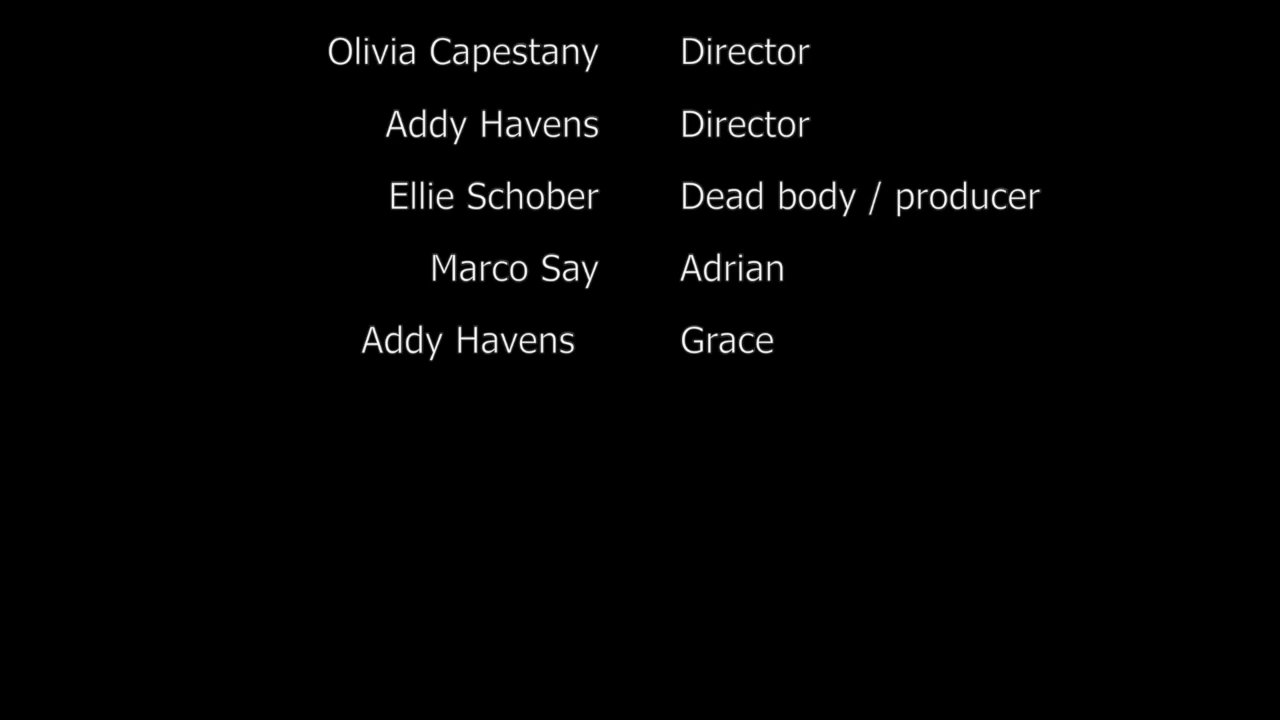 Olivia Capestany Director
Addy Havens Director
Ellie Schober Dead body / producer
Marco Say Adrian
Addy Havens Grace